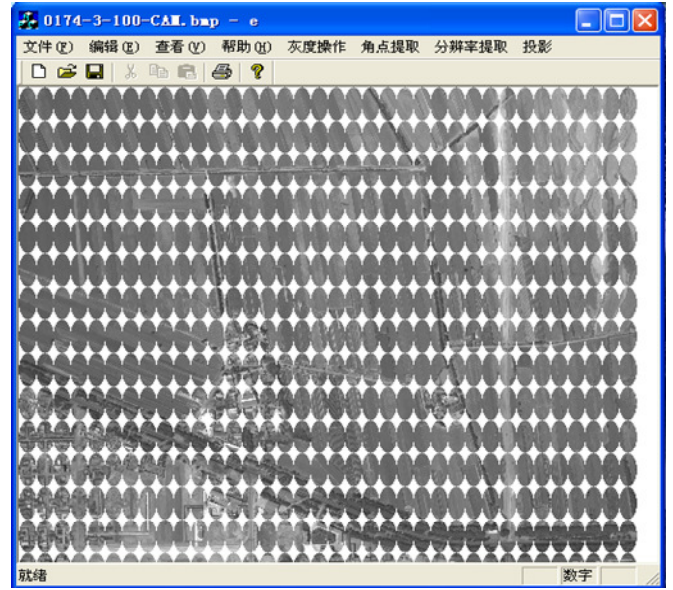 0174-3-100-CAM.bmp - e
文件(F) 编辑(E) 查看(V) 帮助(H) 灰度操作 角点提取 分辨率提取 投影
就绪
数字